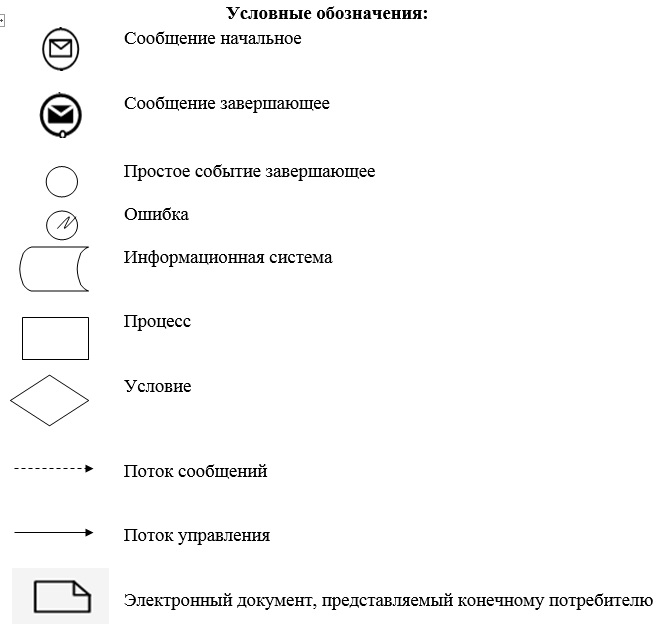 Условные обозначения:
Сообщение начальное
Сообщение завершающее
Простое событие завершающее
Ошибка
Информационная система
Процесс
Условие
Поток сообщений
Поток управления
Электронный документ, представляемый конечному потребителю